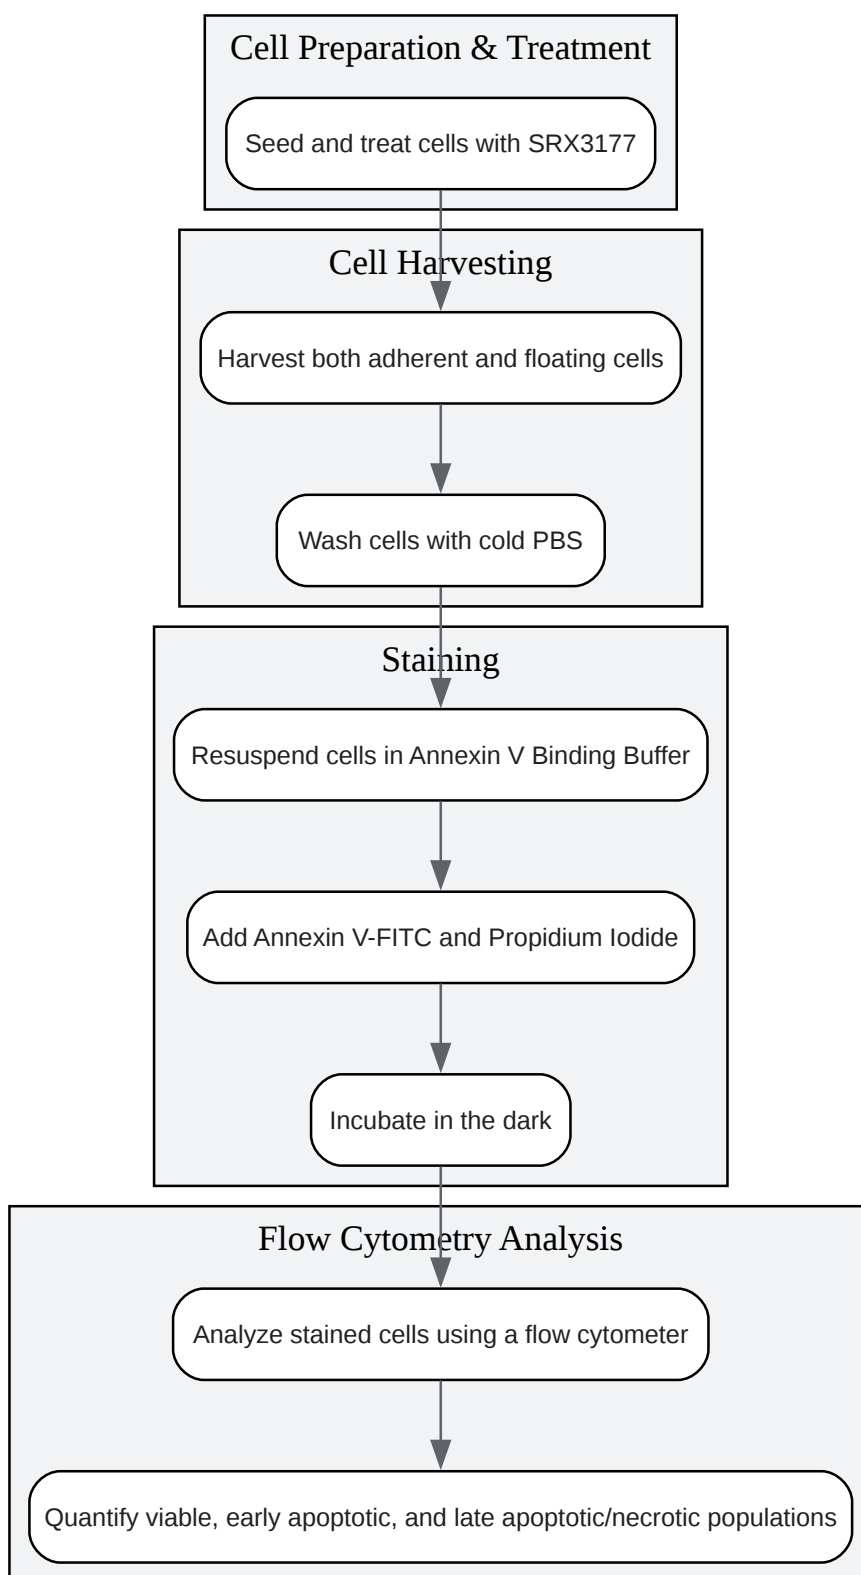 Cell Preparation & Treatment
Seed and treat cells with SRX3177
Cell Harvesting
Harvest both adherent and floating cells
Wash cells with cold PBS
Staining
Resuspend cells in Annexin V Binding Buffer
Add Annexin V-FITC and Propidium Iodide
Incubate in the dark
Flow Cytometry Analysis
Analyze stained cells using a flow cytometer
Quantify viable, early apoptotic, and late apoptotic/necrotic populations